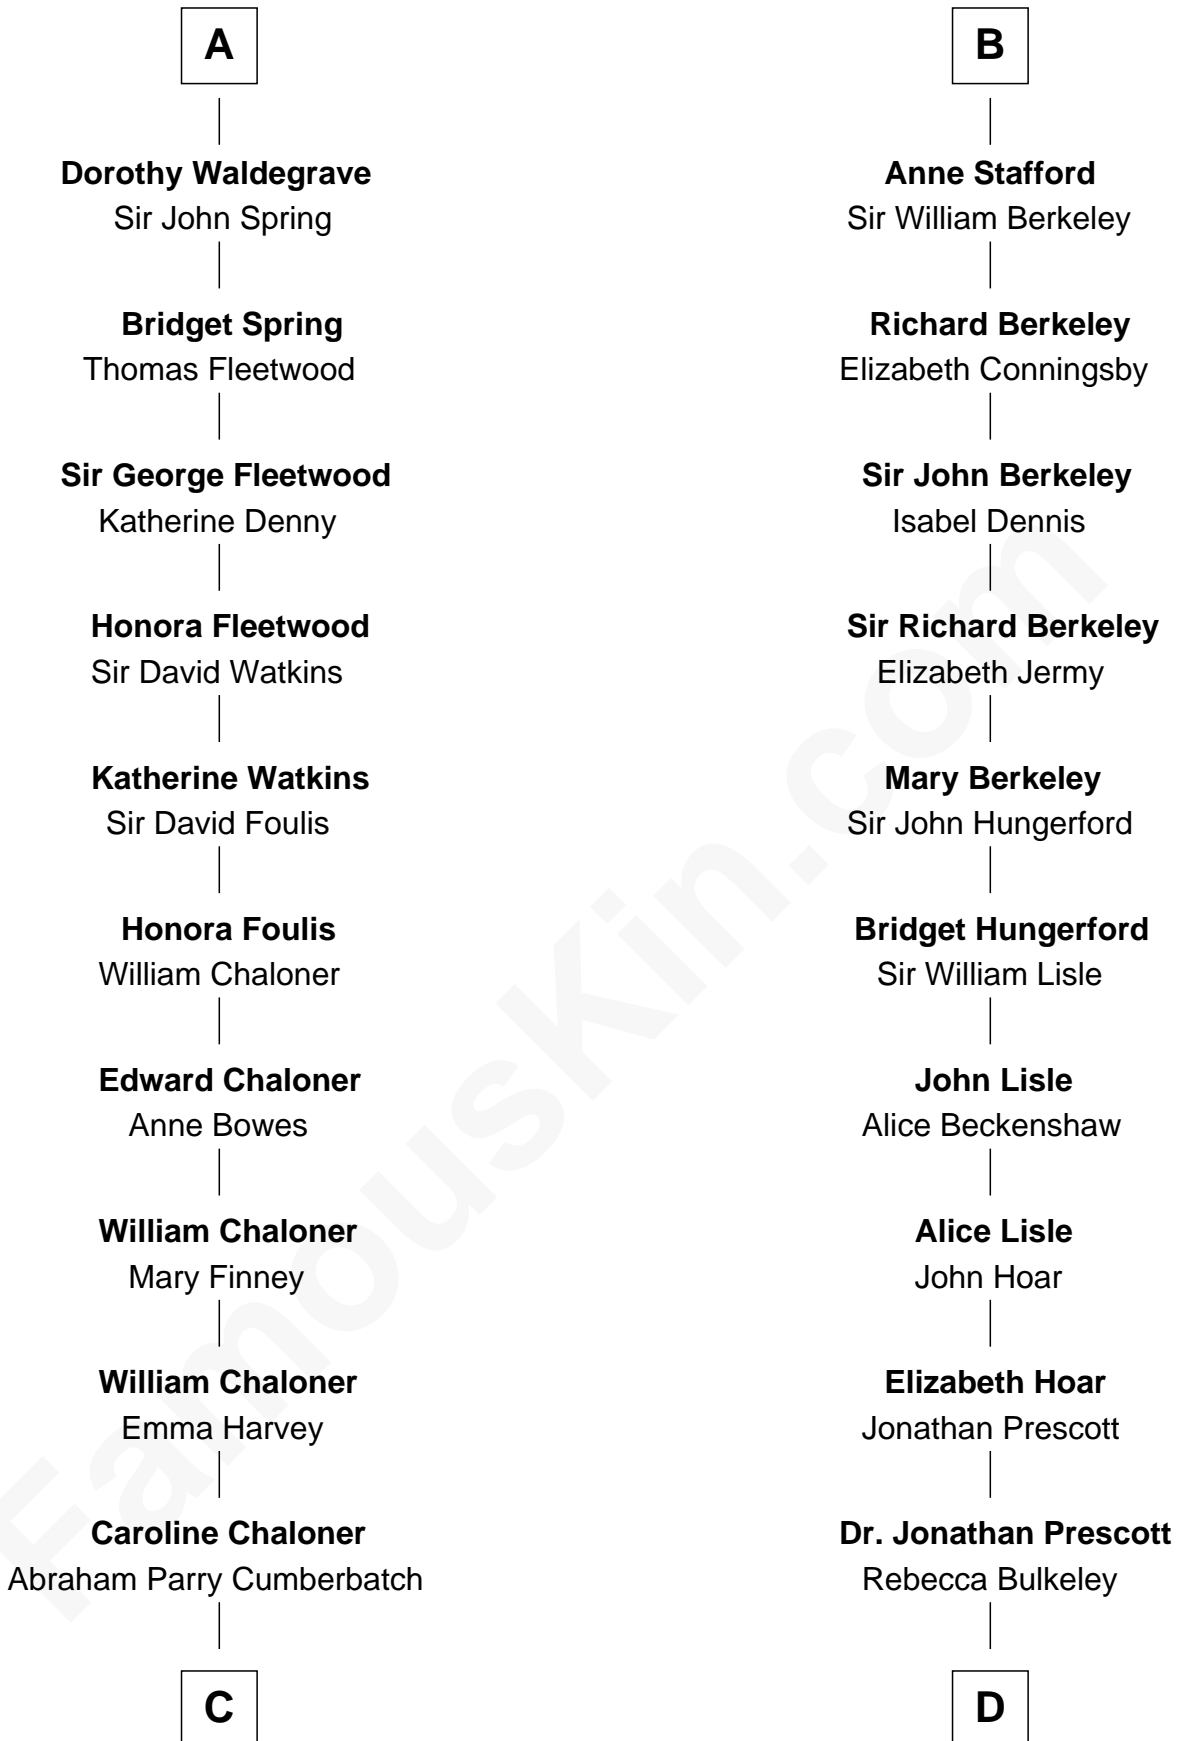 A
Dorothy Waldegrave
Sir John Spring
Bridget Spring
Thomas Fleetwood
Sir George Fleetwood
Katherine Denny
Honora Fleetwood
Sir David Watkins
Katherine Watkins
Sir David Foulis
Honora Foulis
William Chaloner
Edward Chaloner
Anne Bowes
William Chaloner
Mary Finney
William Chaloner
Emma Harvey
Caroline Chaloner
Abraham Parry Cumberbatch
C
B
Anne Stafford
Sir William Berkeley
Richard Berkeley
Elizabeth Conningsby
Sir John Berkeley
Isabel Dennis
Sir Richard Berkeley
Elizabeth Jermy
Mary Berkeley
Sir John Hungerford
Bridget Hungerford
Sir William Lisle
John Lisle
Alice Beckenshaw
Alice Lisle
John Hoar
Elizabeth Hoar
Jonathan Prescott
Dr. Jonathan Prescott
Rebecca Bulkeley
D
FamousKin.com